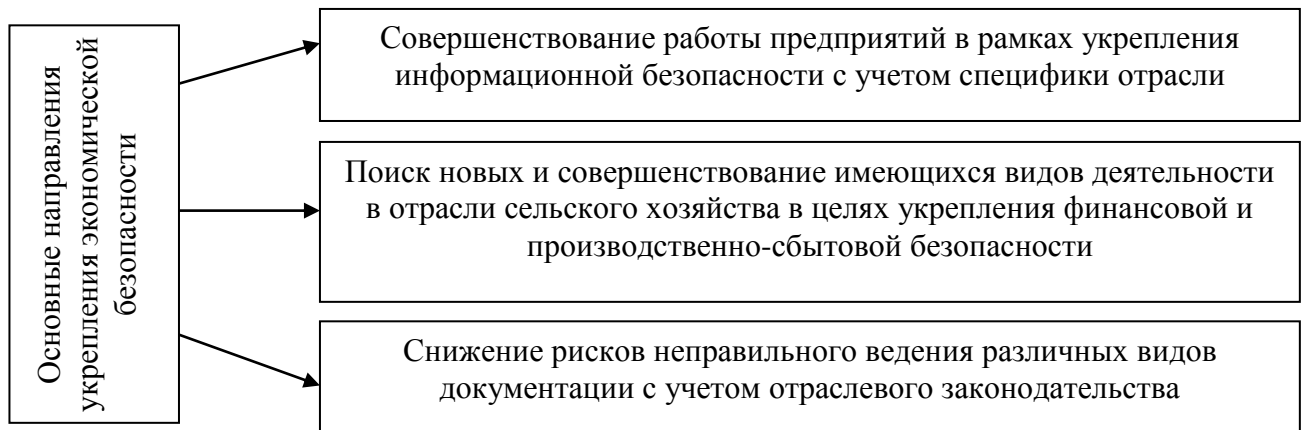 Основные направления
укрепления экономической
безопасности
Совершенствование работы предприятий в рамках укрепления
информационной безопасности с учетом специфики отрасли
Поиск новых и совершенствование имеющихся видов деятельности
в отрасли сельского хозяйства в целях укрепления финансовой и
производственно-сбытовой безопасности
Снижение рисков неправильного ведения различных видов
документации с учетом отраслевого законодательства